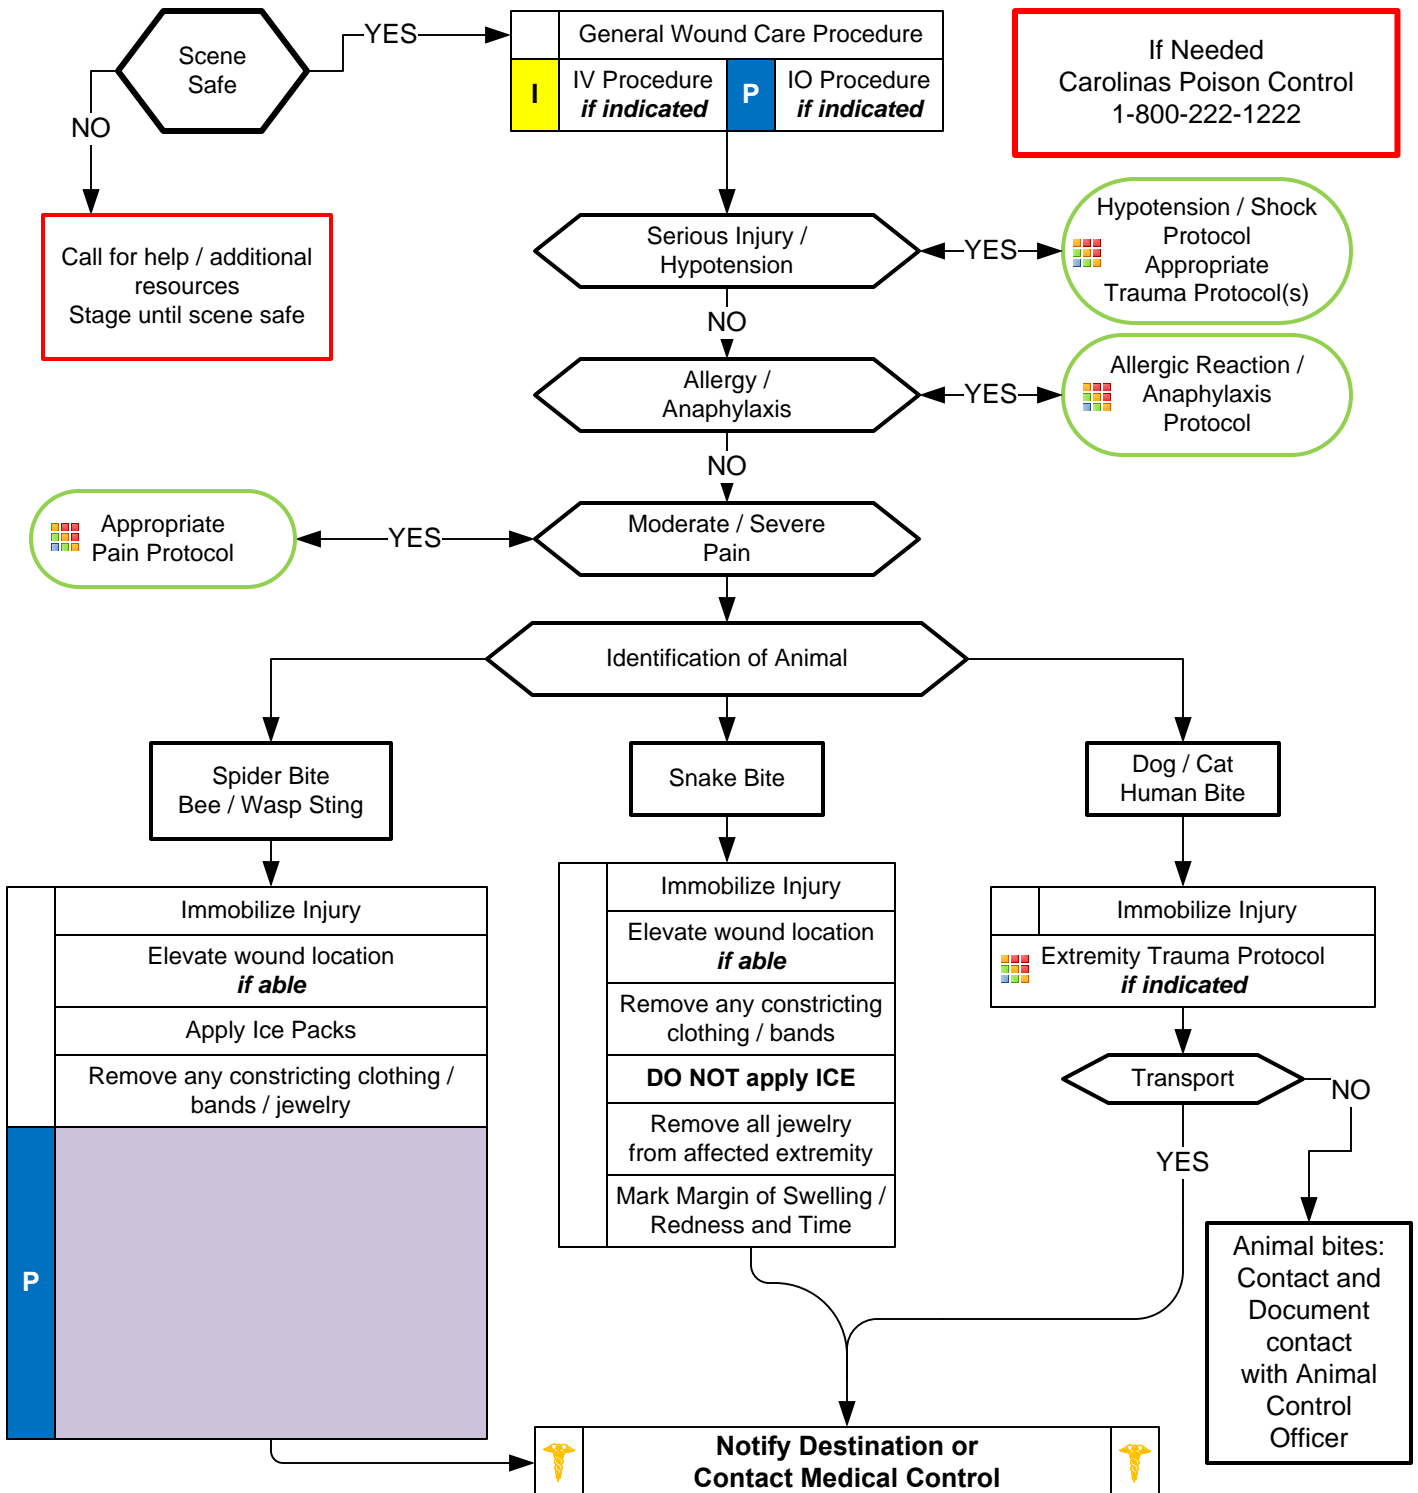 Scene
Safe
YES
NO
General Wound Care Procedure
I
IV Procedure
if indicated
P
IO Procedure
if indicated
If Needed
Carolinas Poison Control
1-800-222-1222
Call for help / additional
resources
Stage until scene safe
Serious Injury /
Hypotension
YES
Hypotension / Shock
Protocol
Appropriate
Trauma Protocol(s)
NO
Allergy /
Anaphylaxis
YES
Allergic Reaction /
Anaphylaxis
Protocol
NO
Moderate / Severe
Pain
YES
Appropriate
Pain Protocol
Identification of Animal
Spider Bite
Bee / Wasp Sting
Snake Bite
Dog / Cat
Human Bite
Immobilize Injury
Elevate wound location
if able
Apply Ice Packs
Remove any constricting clothing /
bands / jewelry
P
Immobilize Injury
Elevate wound location
if able
Remove any constricting
clothing / bands
DO NOT apply ICE
Remove all jewelry
from affected extremity
Mark Margin of Swelling /
Redness and Time
Immobilize Injury
Extremity Trauma Protocol
if indicated
Transport
NO
YES
Animal bites:
Contact and
Document
contact
with Animal
Control
Officer
Notify Destination or
Contact Medical Control